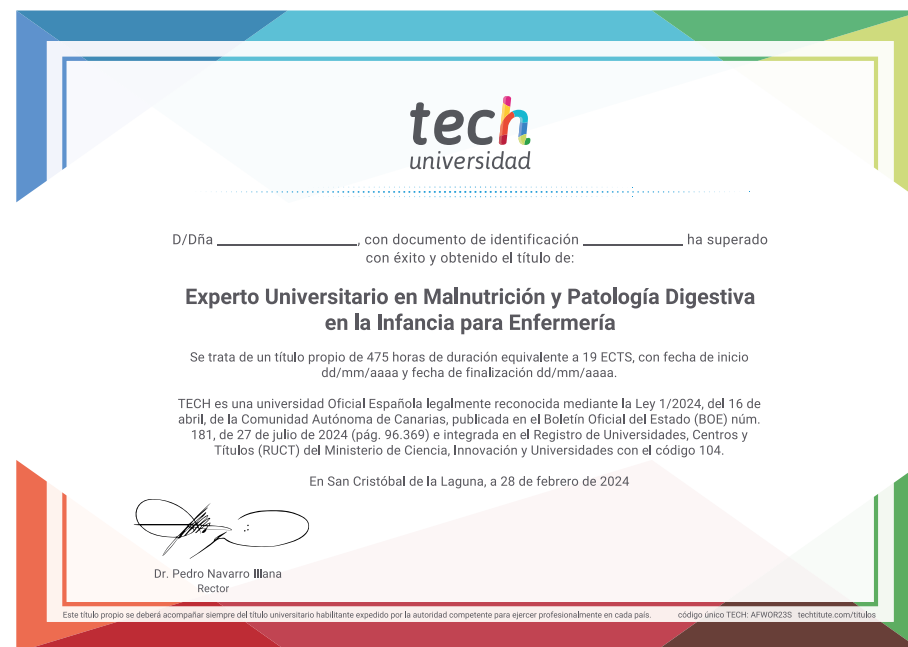 tech
universidad
D/Dña ________________, con documento de identificación ____________ ha superado
con éxito y obtenido el título de:
Experto Universitario en Malnutrición y Patología Digestiva
en la Infancia para Enfermería
Se trata de un título propio de 475 horas de duración equivalente a 19 ECTS, con fecha de inicio
dd/mm/aaaa y fecha de finalización dd/mm/aaaa.
TECH es una universidad Oficial Española legalmente reconocida mediante la Ley 1/2024, del 16 de
abril, de la Comunidad Autónoma de Canarias, publicada en el Boletín Oficial del Estado (BOE) núm.
181, de 27 de julio de 2024 (pág. 96.369) e integrada en el Registro de Universidades, Centros y
Títulos (RUCT) del Ministerio de Ciencia, Innovación y Universidades con el código 104.
En San Cristóbal de la Laguna, a 28 de febrero de 2024
Dr. Pedro Navarro Illana
Rector
Este título propio se deberá acompañar siempre del título universitario habilitante expedido por la autoridad competente para ejercer profesionalmente en cada país. código único TECH: AFWOR23S techtitute.com/titulos